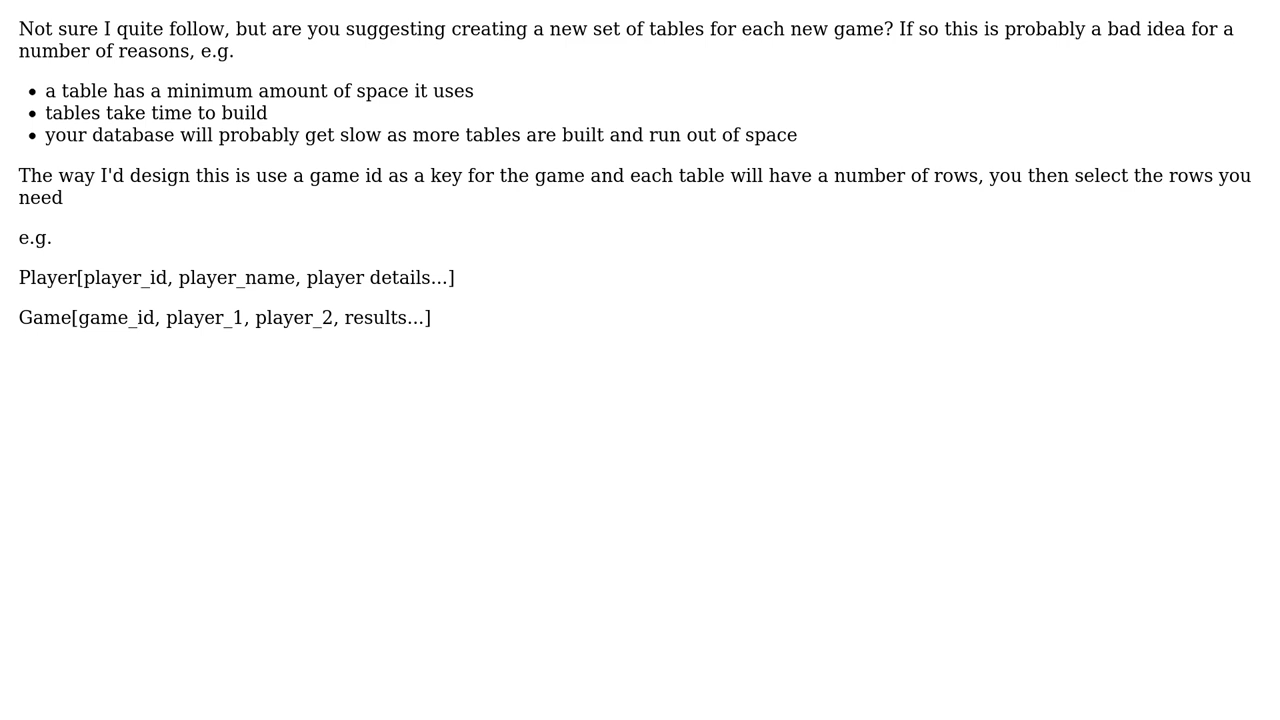 Not sure I quite follow, but are you suggesting creating a new set of tables for each new game? If so this is probably a bad idea for a
number of reasons, e.g.
• a table has a minimum amount of space it uses
• tables take time to build
• your database will probably get slow as more tables are built and run out of space
The way I'd design this is use a game id as a key for the game and each table will have a number of rows, you then select the rows you
need
e.g.
Player[player_id, player_name, player details...]
Game[game_id, player_1, player_2, results...]